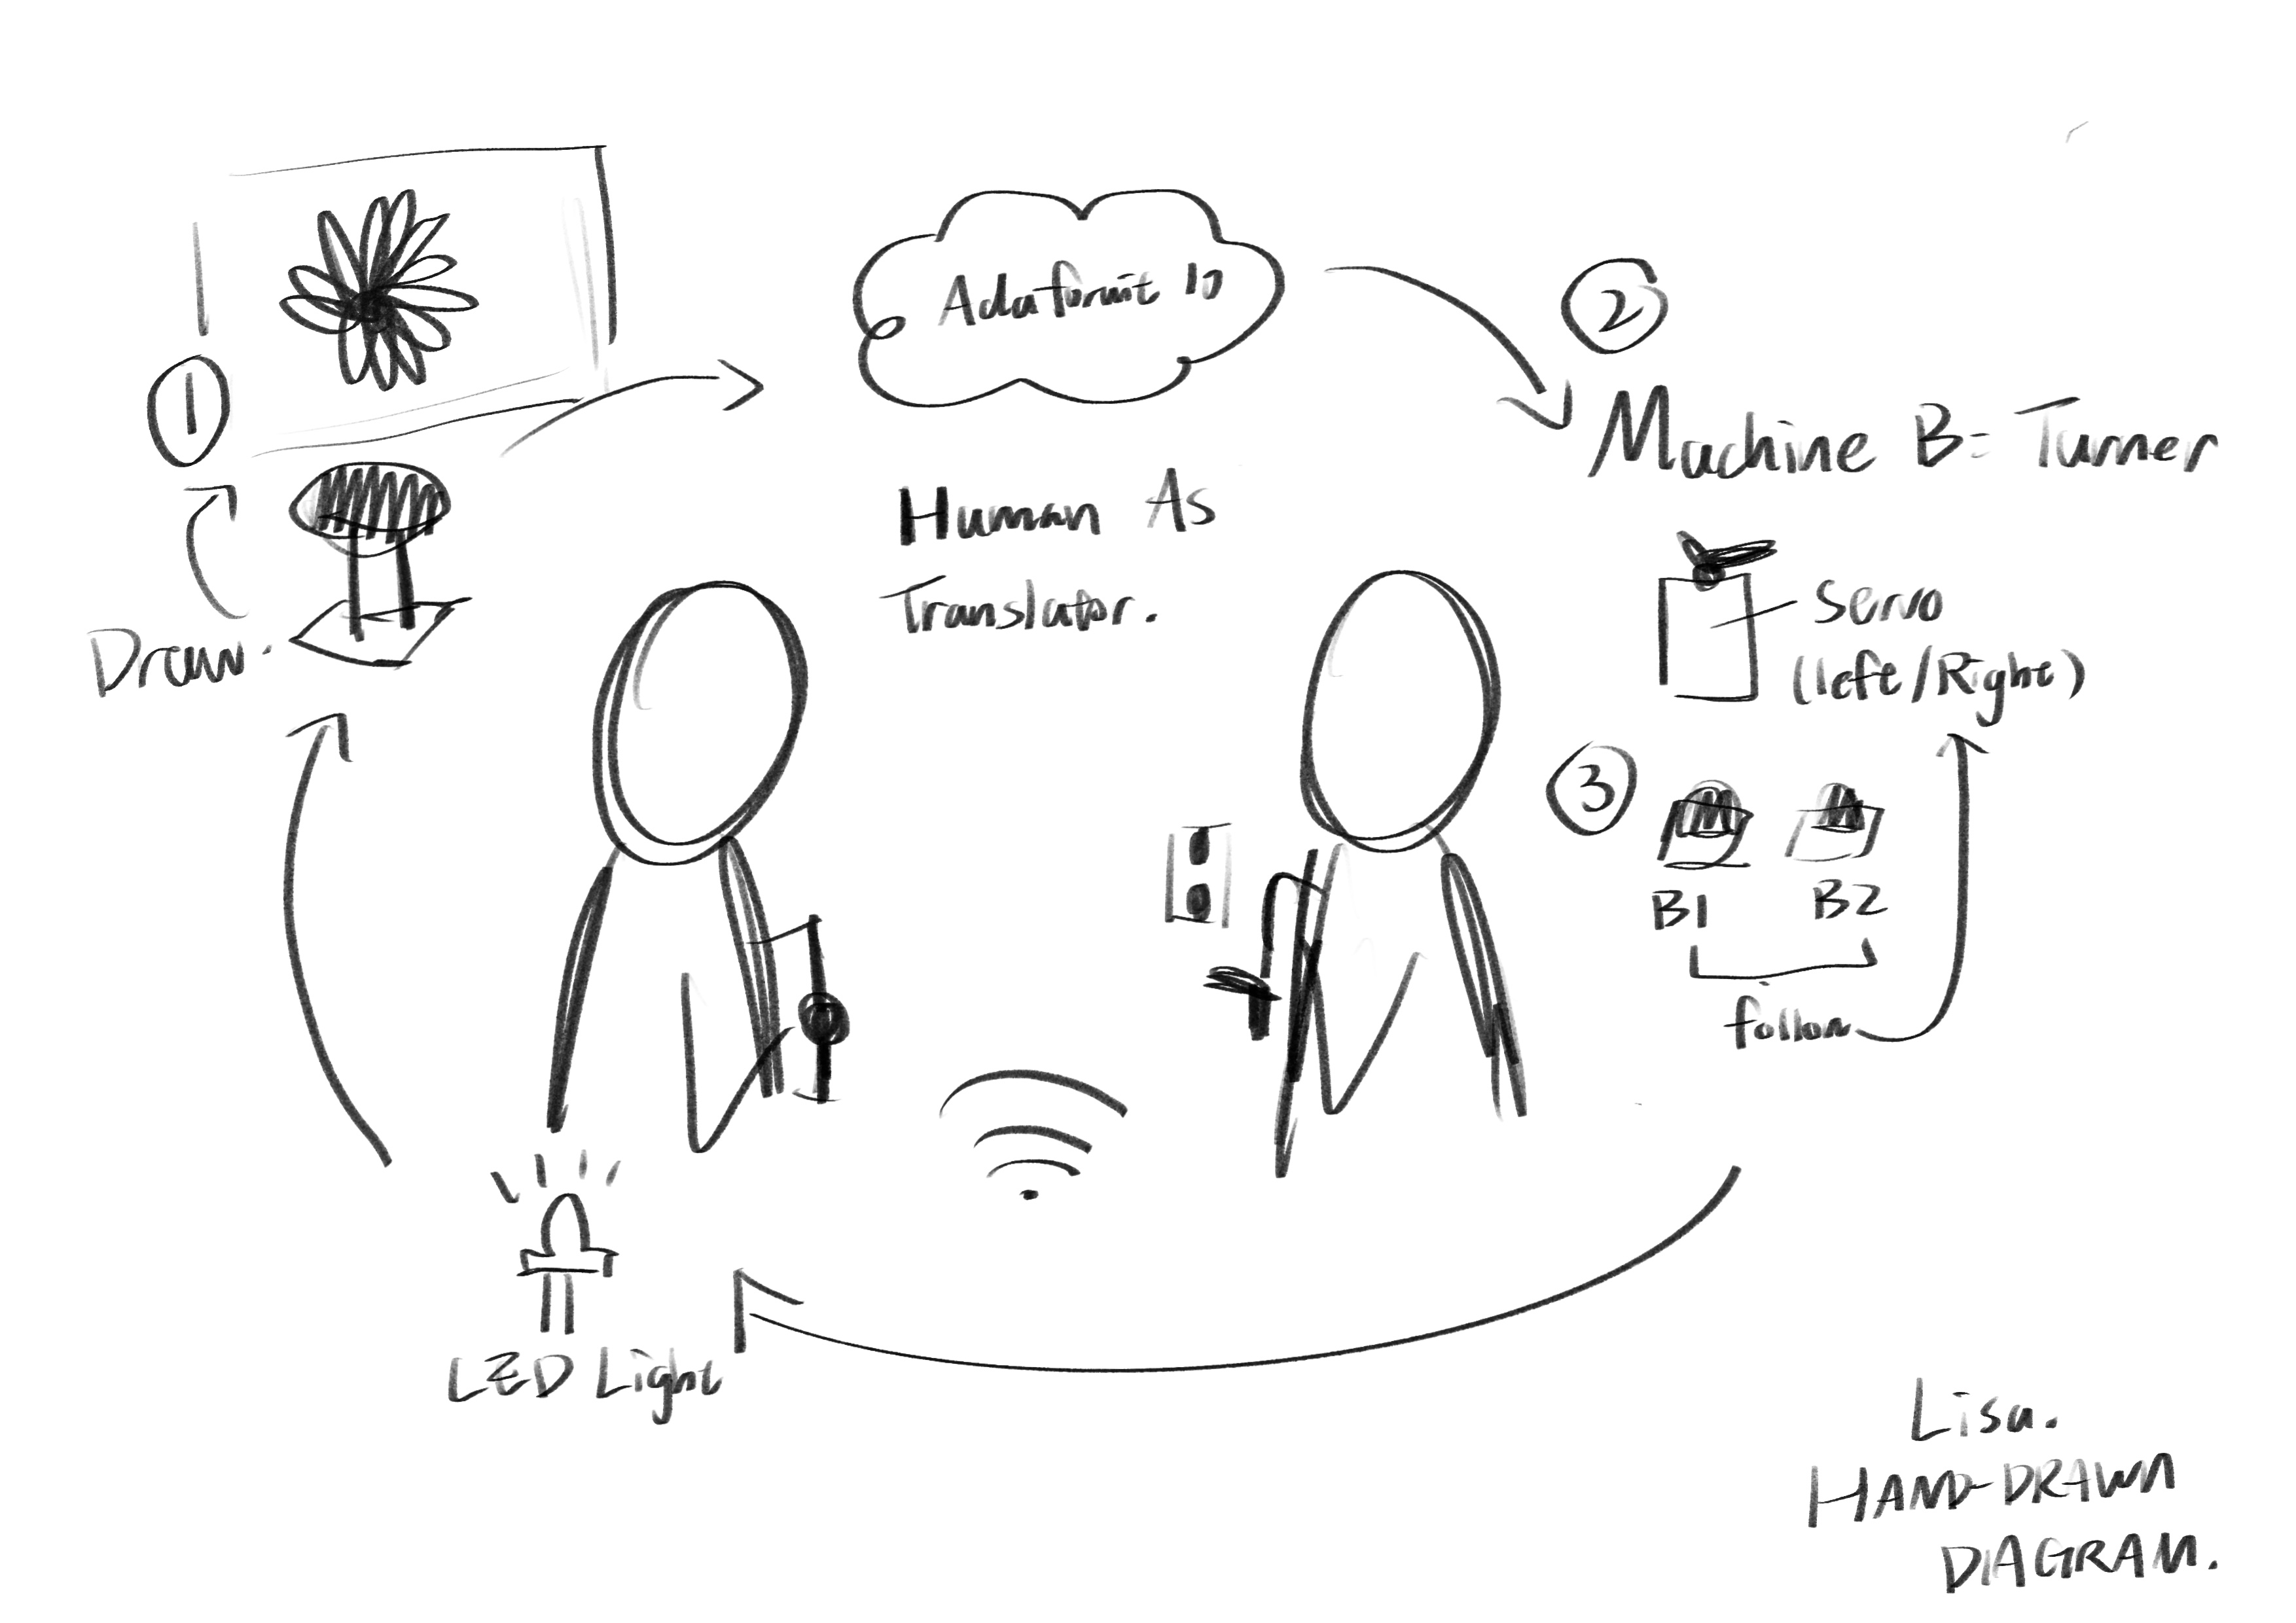 1
Draw.
Adafruit 10
Human As
Translator.
2
Machine B= Turner
Servo
(left/Right)
3
B1 B2
follow
LED Light
Lisa.
HAND-DRAWN
DIAGRAM.